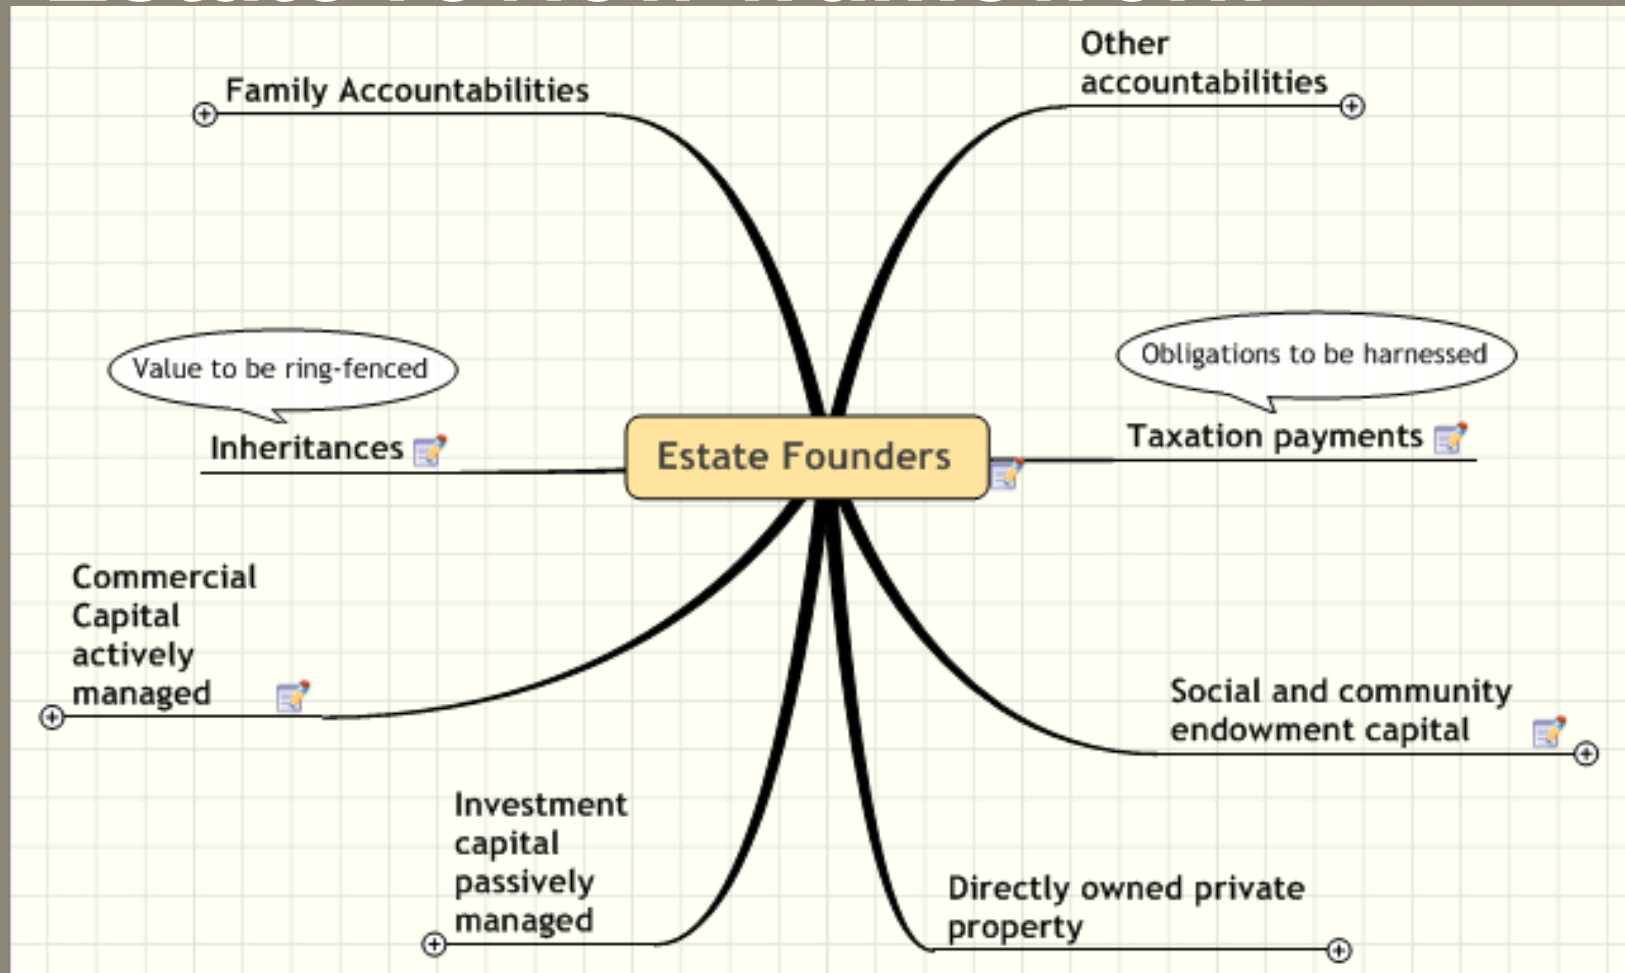 Family Accountabilities
Other
accountabilities
Value to be ring-fenced
Obligations to be harnessed
Inheritances
Estate Founders
Taxation payments
Commercial
Capital
actively
managed
Social and community
endowment capital
Investment
capital
passively
managed
Directly owned private
property